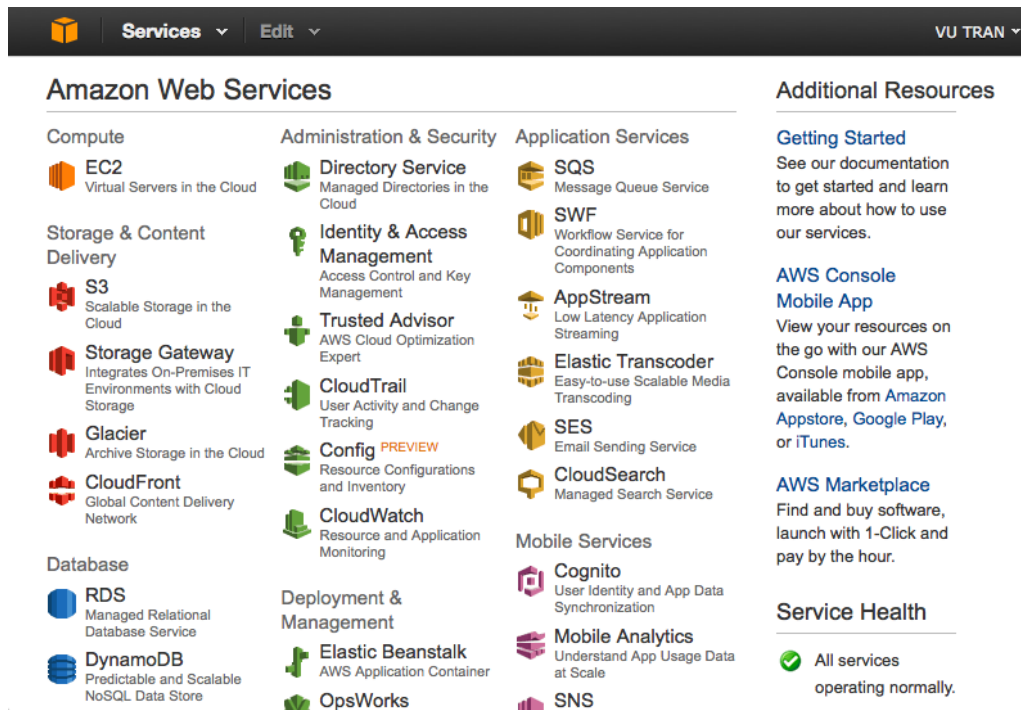 Services Edit VU TRAN
Amazon Web Services
Compute
EC2
Virtual Servers in the Cloud
Storage & Content
Delivery
S3
Scalable Storage in the
Cloud
Storage Gateway
Integrates On-Premises IT
Environments with Cloud
Storage
Glacier
Archive Storage in the Cloud
CloudFront
Global Content Delivery
Network
Database
RDS
Managed Relational
Database Service
DynamoDB
Predictable and Scalable
NoSQL Data Store
Administration & Security
Directory Service
Managed Directories in the
Cloud
Identity & Access
Management
Access Control and Key
Management
Trusted Advisor
AWS Cloud Optimization
Expert
CloudTrail
User Activity and Change
Tracking
Config PREVIEW
Resource Configurations
and Inventory
CloudWatch
Resource and Application
Monitoring
Deployment &
Management
Elastic Beanstalk
AWS Application Container
OpsWorks
Application Services
SQS
Message Queue Service
SWF
Workflow Service for
Coordinating Application
Components
AppStream
Low Latency Application
Streaming
Elastic Transcoder
Easy-to-use Scalable Media
Transcoding
SES
Email Sending Service
CloudSearch
Managed Search Service
Mobile Services
Cognito
User Identity and App Data
Synchronization
Mobile Analytics
Understand App Usage Data
at Scale
SNS
Additional Resources
Getting Started
See our documentation
to get started and learn
more about how to use
our services.
AWS Console
Mobile App
View your resources on
the go with our AWS
Console mobile app,
available from Amazon
Appstore, Google Play,
or iTunes.
AWS Marketplace
Find and buy software,
launch with 1-Click and
pay by the hour.
Service Health
All services
operating normally.